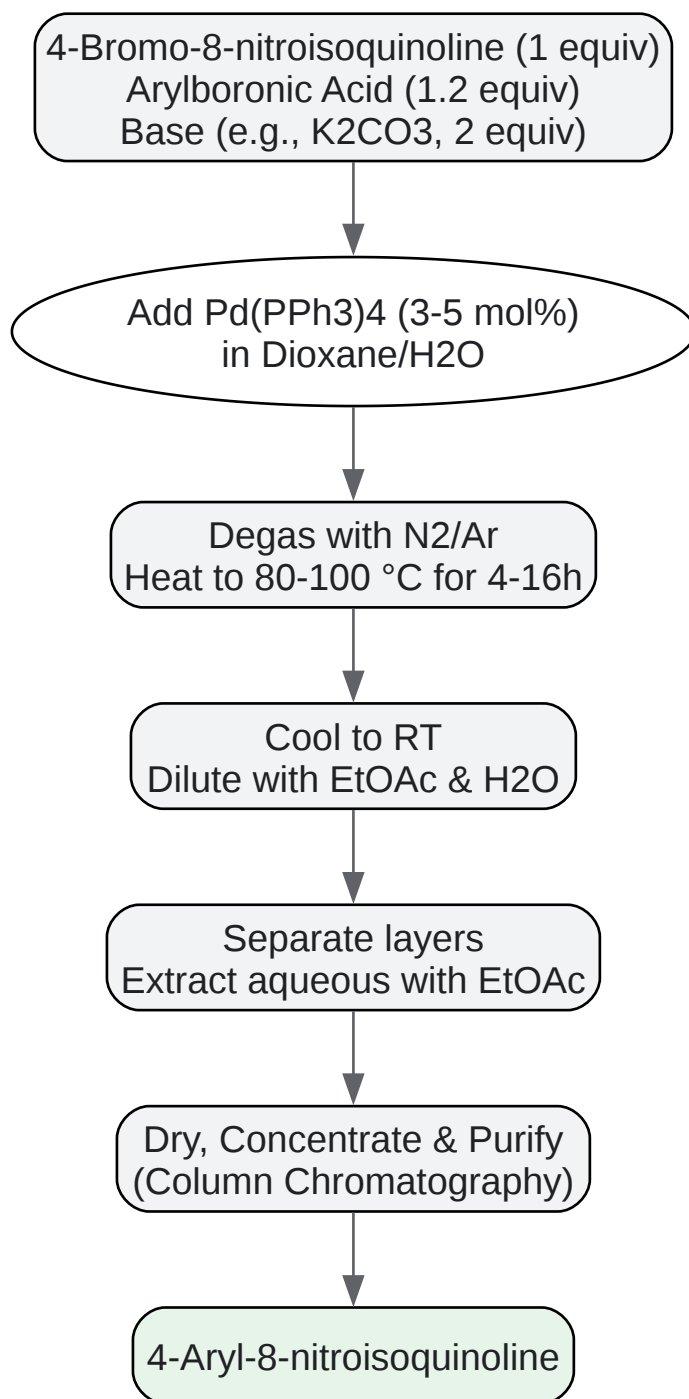 4-Bromo-8-nitroisoquinoline (1 equiv)
Arylboronic Acid (1.2 equiv)
Base (e.g., K2CO3, 2 equiv)
Add Pd(PPh3)4 (3-5 mol%)
in Dioxane/H2O
Degas with N2/Ar
Heat to 80-100 °C for 4-16h
Cool to RT
Dilute with EtOAc & H2O
Separate layers
Extract aqueous with EtOAc
Dry, Concentrate & Purify
(Column Chromatography)
4-Aryl-8-nitroisoquinoline